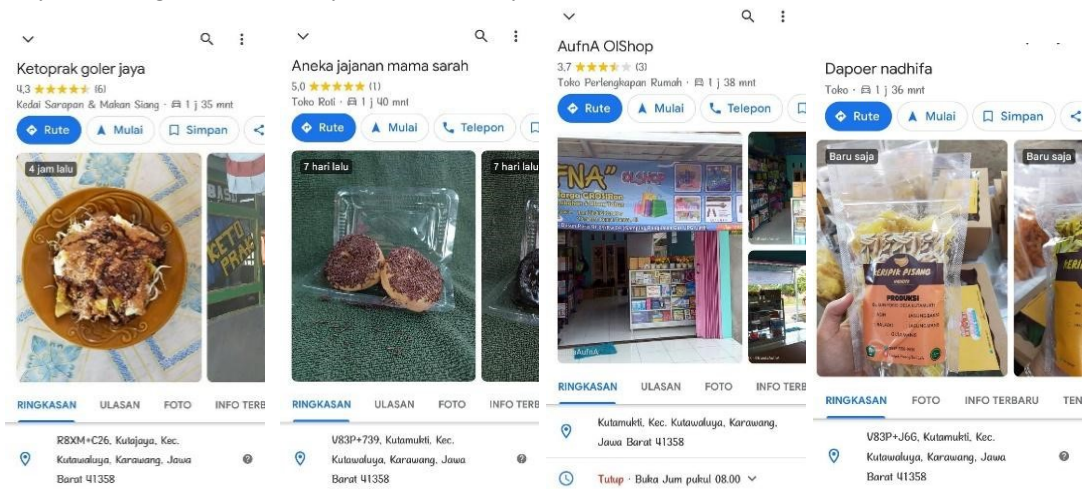 Ketoprak goler jaya
4,3 (6)
Kedai Sarapan & Makan Siang · 1 j 35 mnt
Rute Mulai Simpan
4 jam lalu
RINGKASAN ULASAN FOTO INFO TERB
R8XM+C26, Kutajaya, Kec.
Kutawaluya, Karawang, Jawa
Barat 41358
Aneka jajanan mama sarah
5,0 (1)
Toko Roti · 1 j 40 mnt
Rute Mulai Telepon
7 hari lalu 7 hari lalu
RINGKASAN ULASAN FOTO INFO TERB
V83P+739, Kutamukti, Kec.
Kutawaluya, Karawang, Jawa
Barat 41358
AufnA OlShop
3,7 (3)
Toko Perlengkapan Rumah · 1 j 38 mnt
Rute Mulai Telepon
FNA" OLSHOP
RINGKASAN ULASAN FOTO INFO TERB
Kutamukti, Kec. Kutawaluya, Karawang,
Jawa Barat 41358
Tutup · Buka Jum pukul 08.00
Dapoer nadhifa
Toko · 1 j 36 mnt
Rute Mulai Simpan
Baru saja Baru saja
KERIPIK PISANG
PRODUKSI
RINGKASAN FOTO INFO TERBARU TEN
V83P+J6G, Kutamukti, Kec.
Kutawaluya, Karawang, Jawa
Barat 41358